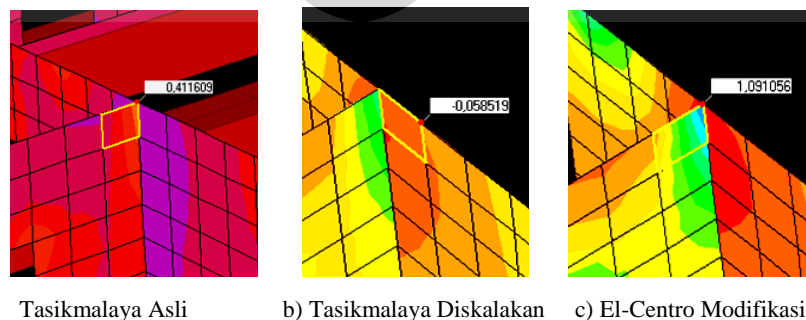 0,411609
-0,058519
1,091056
Tasikmalaya Asli b) Tasikmalaya Diskalakan c) El-Centro Modifikasi